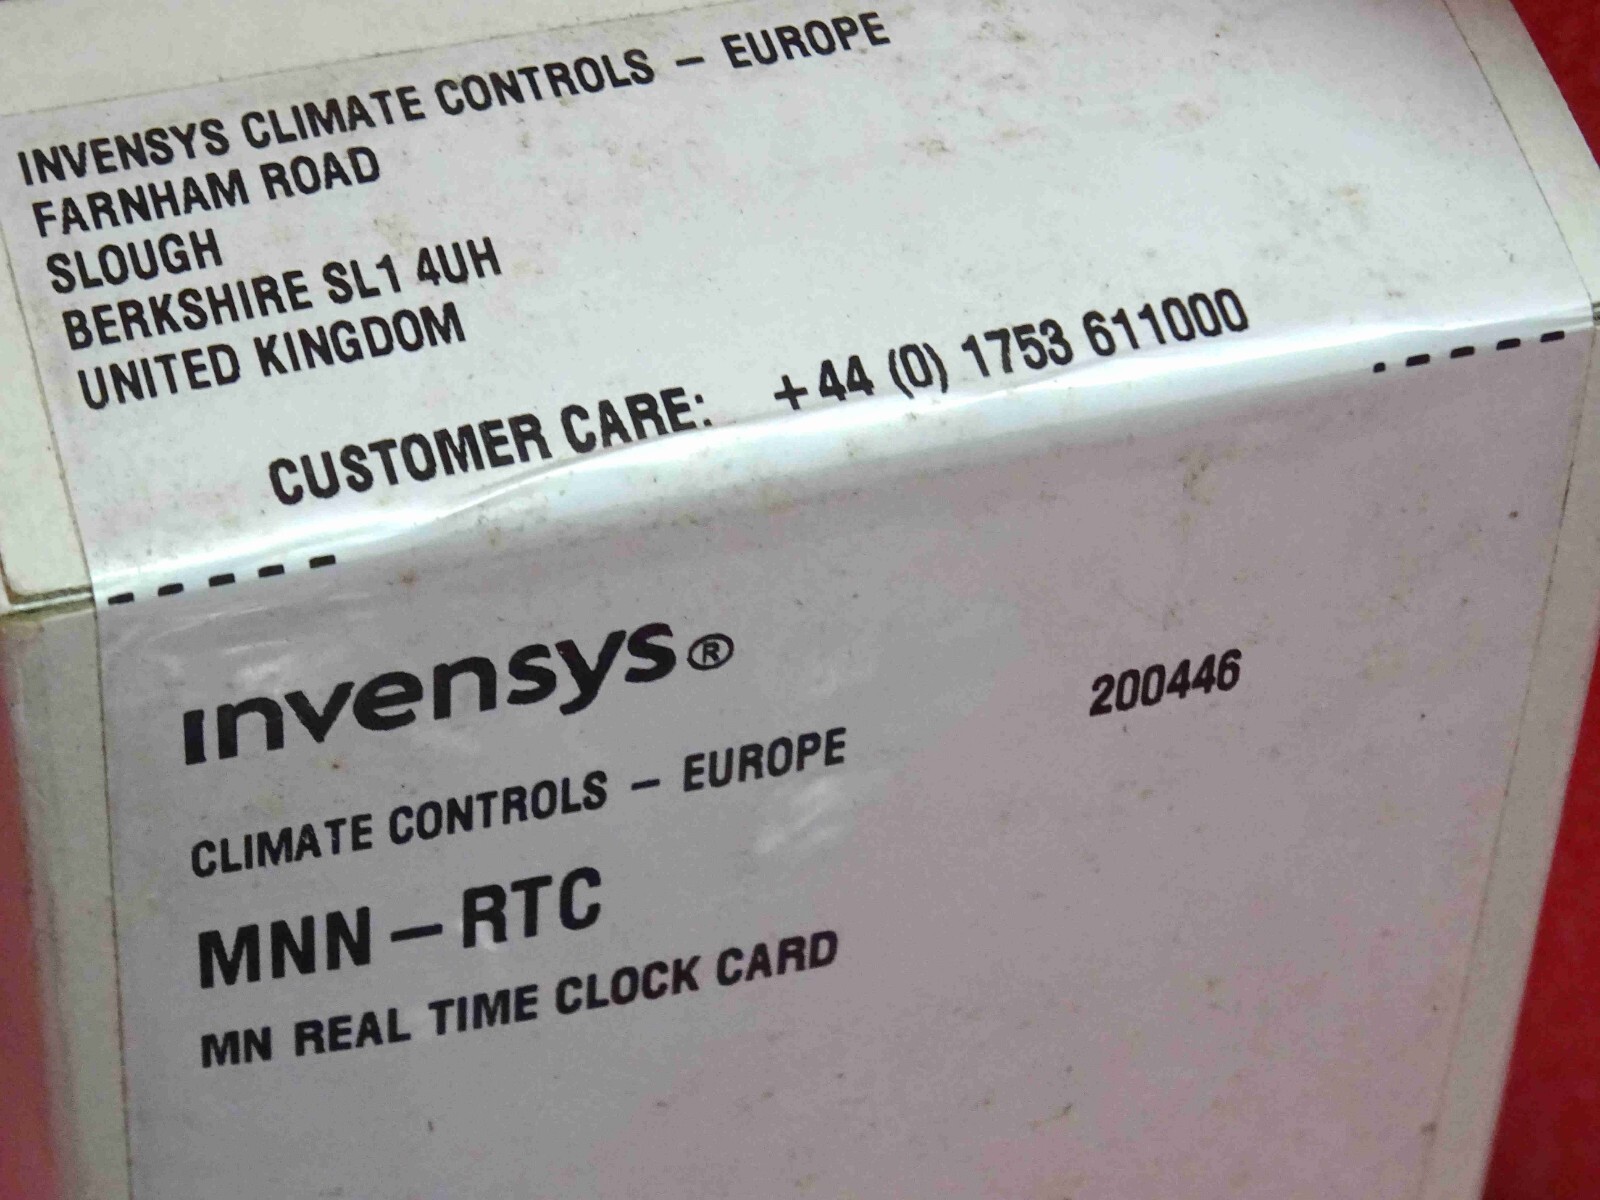 INVENSYS CLIMATE CONTROLS – EUROPE
FARNHAM ROAD
SLOUGH
BERKSHIRE SL1 4UH
UNITED KINGDOM
CUSTOMER CARE: +44 (0) 1753 611000
invensys®
200446
CLIMATE CONTROLS – EUROPE
MNN – RTC
MN REAL TIME CLOCK CARD